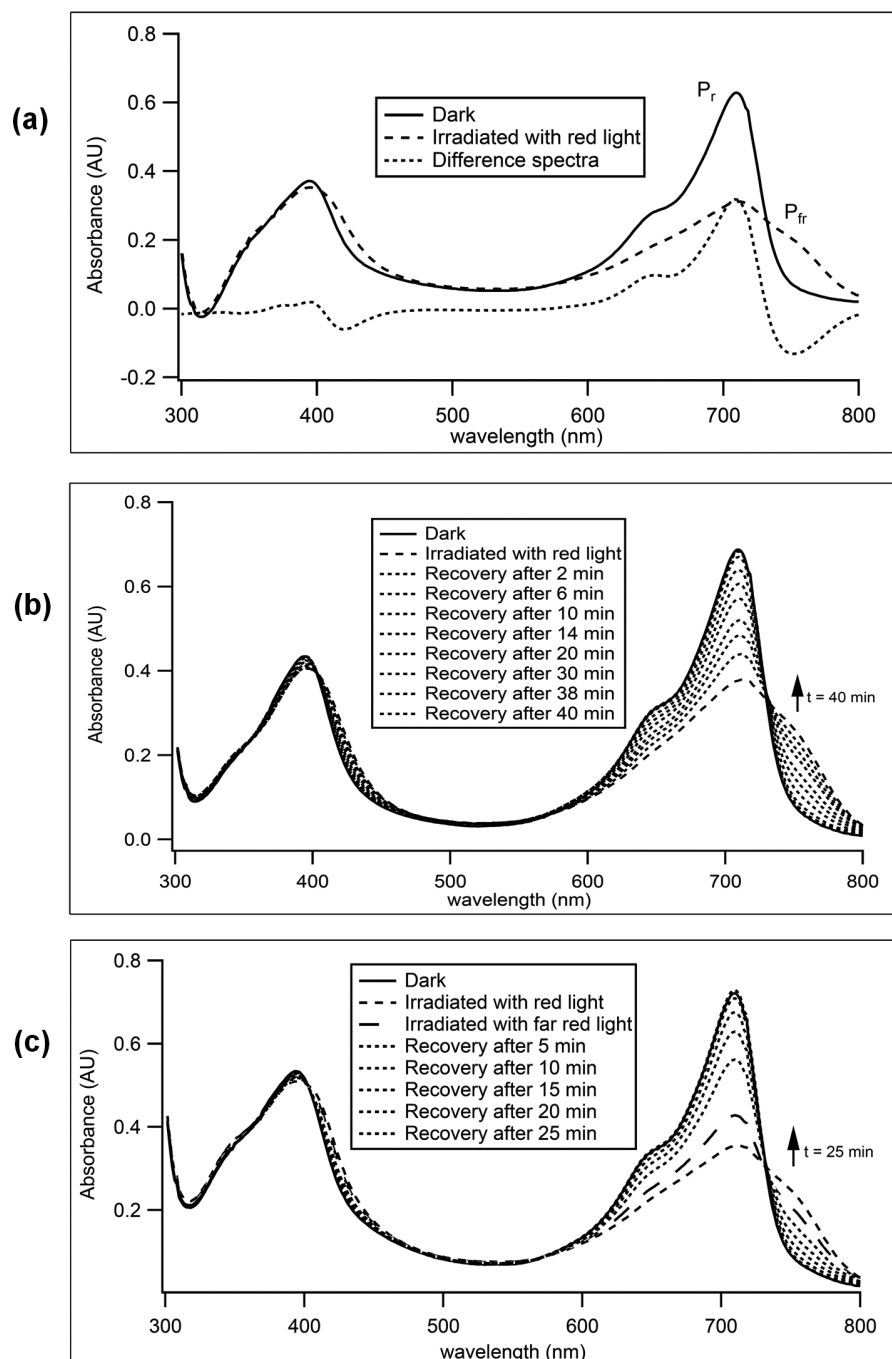 (a)
0.8
0.6
0.4
0.2
0.0
-0.2
Absorbance (AU)
Dark
Irradiated with red light
Difference spectra
Pr
Pfr
300 400 500 600 700 800
wavelength (nm)
(b)
0.8
0.6
0.4
0.2
0.0
Absorbance (AU)
Dark
Irradiated with red light
Recovery after 2 min
Recovery after 6 min
Recovery after 10 min
Recovery after 14 min
Recovery after 20 min
Recovery after 30 min
Recovery after 38 min
Recovery after 40 min
t = 40 min
300 400 500 600 700 800
wavelength (nm)
(c)
0.8
0.6
0.4
0.2
Absorbance (AU)
Dark
Irradiated with red light
Irradiated with far red light
Recovery after 5 min
Recovery after 10 min
Recovery after 15 min
Recovery after 20 min
Recovery after 25 min
t = 25 min
300 400 500 600 700 800
wavelength (nm)